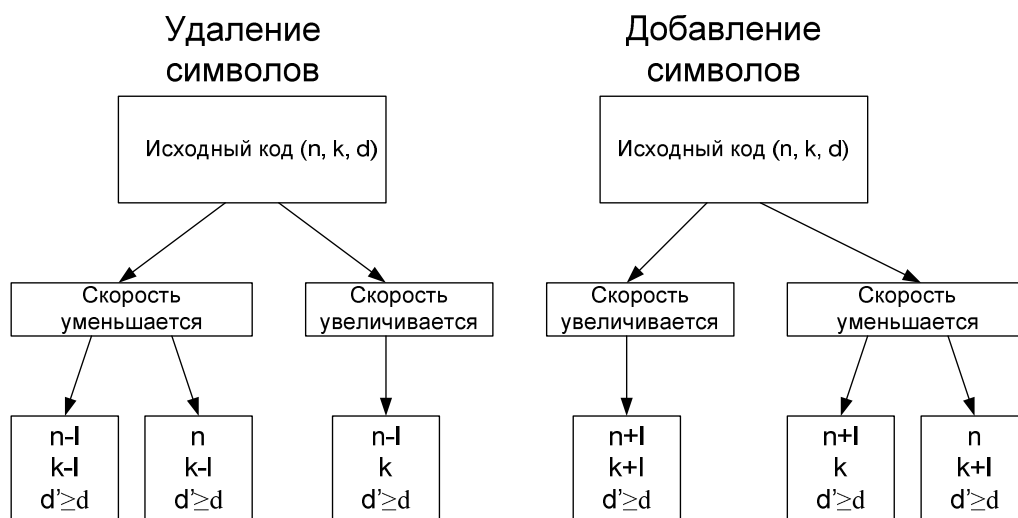 Удаление
символов
Исходный код (n, k, d)
Скорость
уменьшается
Скорость
увеличивается
n-l
k-l
d'≥d
n
k-l
d'≥d
n-l
k
d'≥d
Добавление
символов
Исходный код (n, k, d)
Скорость
увеличивается
Скорость
уменьшается
n+l
k+l
d'≥d
n+l
k
d'≥d
n
k+l
d'≥d